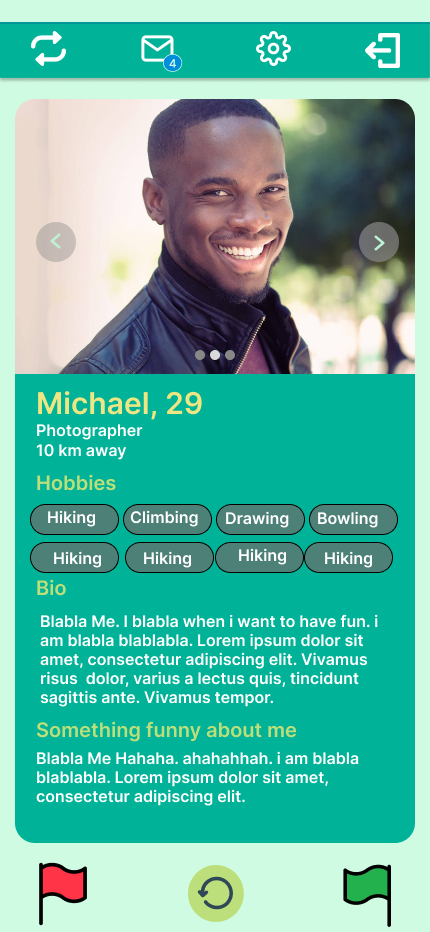 4
Michael, 29
Photographer
10 km away
Hobbies
Hiking Climbing Drawing Bowling
Hiking Hiking Hiking Hiking
Bio
Blabla Me. I blabla when i want to have fun. i
am blabla blablabla. Lorem ipsum dolor sit
amet, consectetur adipiscing elit. Vivamus
risus  dolor, varius a lectus quis, tincidunt
sagittis ante. Vivamus tempor.
Something funny about me
Blabla Me Hahaha. ahahahhah. i am blabla
blablabla. Lorem ipsum dolor sit amet,
consectetur adipiscing elit.